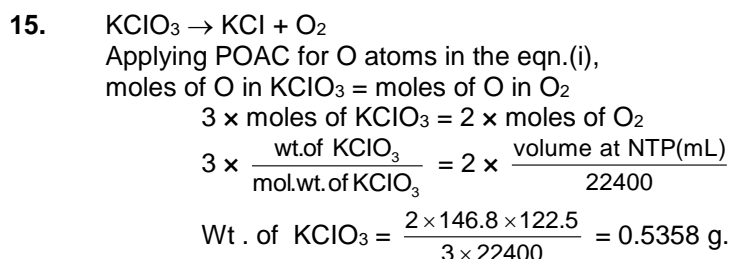 15. KClO₃ → KCl + O₂
Applying POAC for O atoms in the eqn.(i),
moles of O in KClO₃ = moles of O in O₂
3 × moles of KClO₃ = 2 × moles of O₂
3 × wt.of KClO₃ / mol.wt.of KClO₃ = 2 × volume at NTP(mL) / 22400
Wt . of KClO₃ = 2 × 146.8 × 122.5 / 3 × 22400 = 0.5358 g.